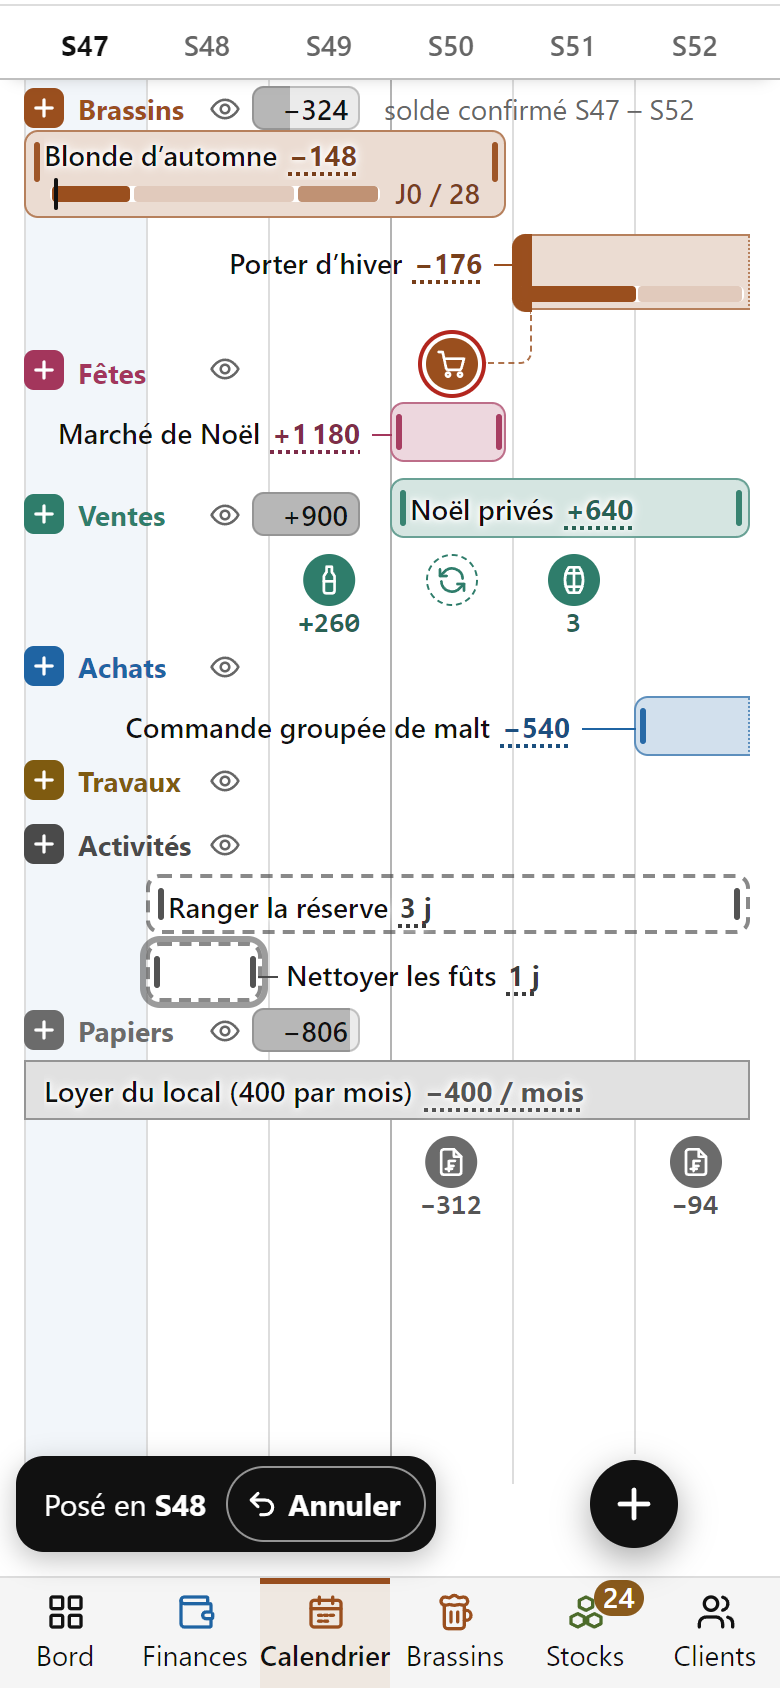 S47 S48 S49 S50 S51 S52
Brassins −324 solde confirmé S47 – S52
Blonde d’automne −148
J0 / 28
Porter d’hiver −176
Fêtes
Marché de Noël +1 180
Ventes +900 Noël privés +640
+260 3
Achats
Commande groupée de malt −540
Travaux
Activités
Ranger la réserve 3 j
Nettoyer les fûts 1 j
Papiers −806
Loyer du local (400 par mois) −400 / mois
−312 −94
Posé en S48 Annuler
24
Bord Finances Calendrier Brassins Stocks Clients